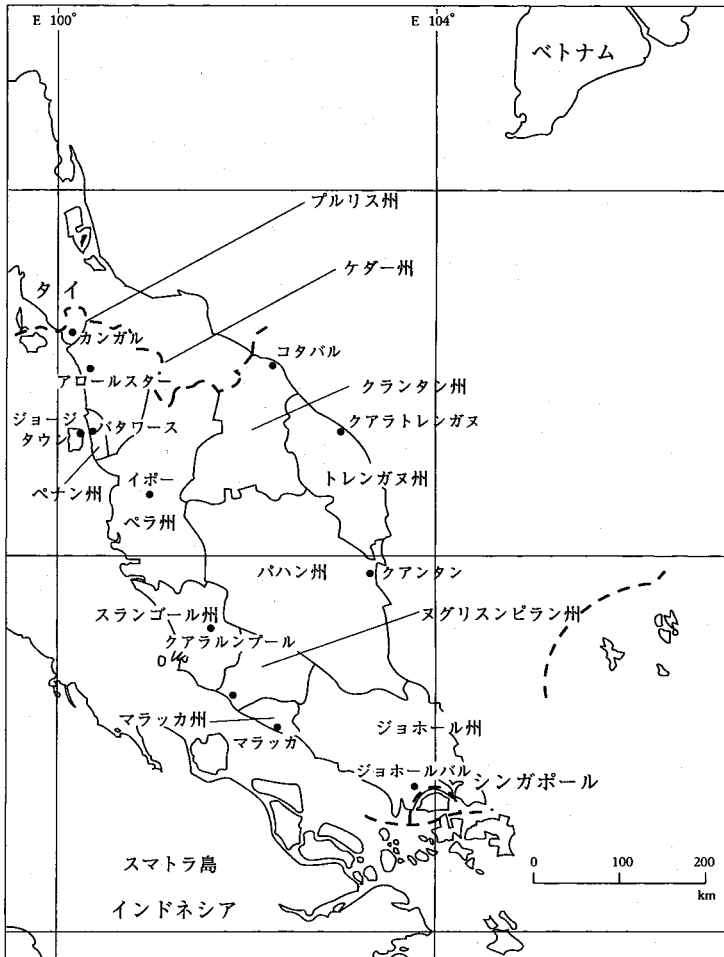 E 100°
E 104°
ベトナム
プルリス州
ケダー州
タイ
カンガル
コタバル
アロールスター
クランタン州
ジョージ
タウン
バタワース
クアラトレンガヌ
ペナン州
イポー
トレンガヌ州
ペラ州
パハン州
クアンタン
スランゴール州
ヌグリスンビラン州
クアラルンプール
マラッカ州
マラッカ
ジョホール州
ジョホールバル
シンガポール
スマトラ島
0 100 200
km
インドネシア